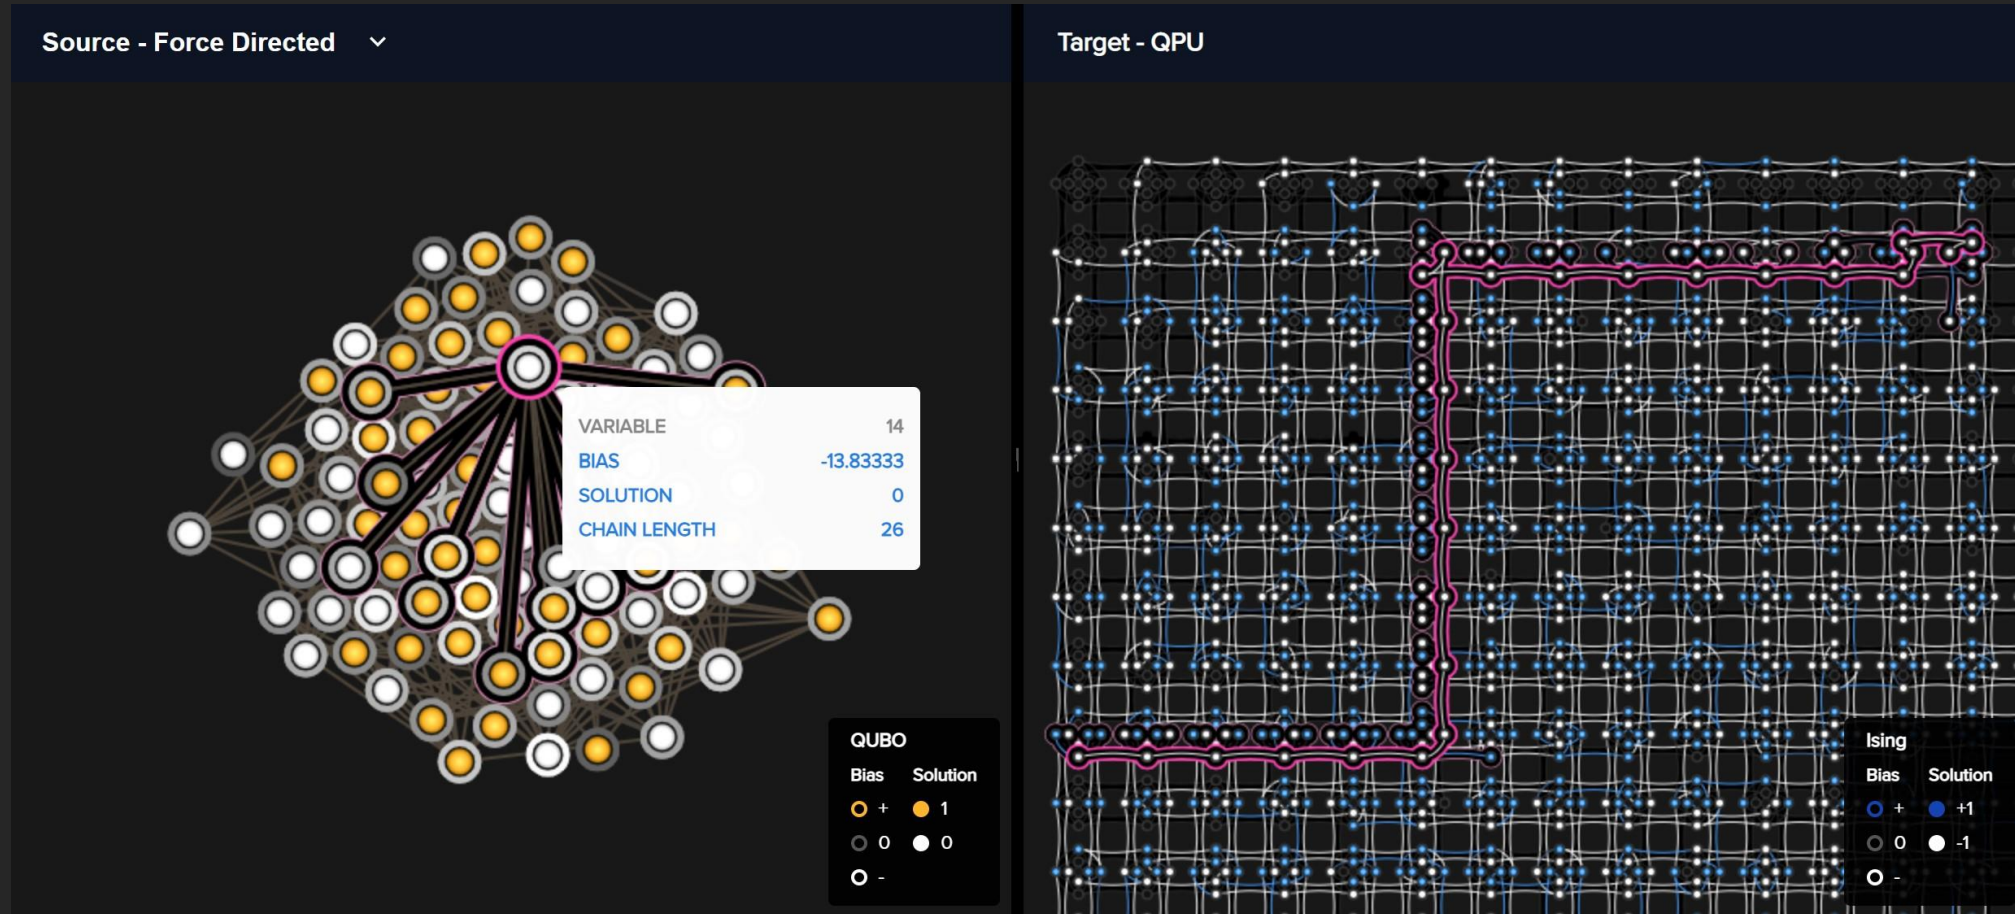 Source - Force Directed
Target - QPU
VARIABLE 14
BIAS -13.83333
SOLUTION 0
CHAIN LENGTH 26
QUBO
Bias Solution
+ 1
0 0
-
Ising
Bias Solution
+ +1
0 -1
-